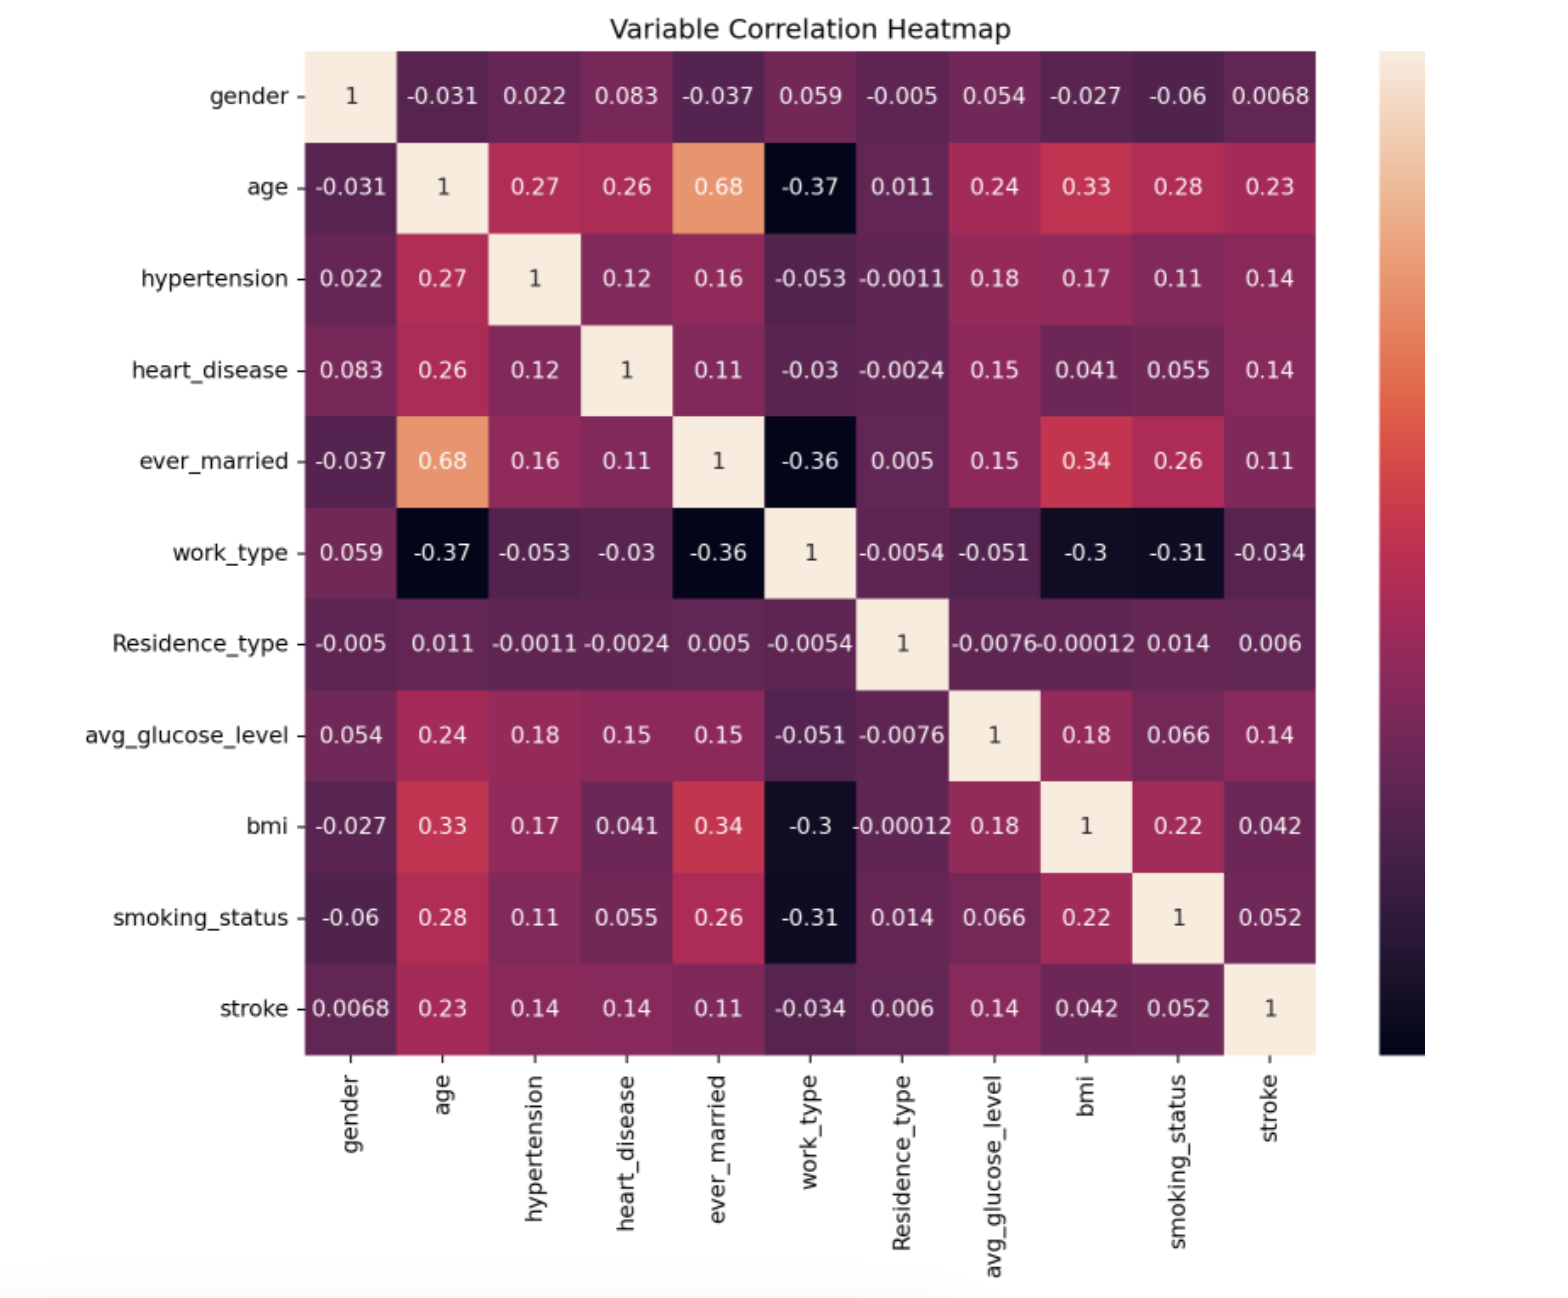 Variable Correlation Heatmap
gender 1 -0.031 0.022 0.083 -0.037 0.059 -0.005 0.054 -0.027 -0.06 0.0068
age -0.031 1 0.27 0.26 0.68 -0.37 0.011 0.24 0.33 0.28 0.23
hypertension 0.022 0.27 1 0.12 0.16 -0.053 -0.0011 0.18 0.17 0.11 0.14
heart_disease 0.083 0.26 0.12 1 0.11 -0.03 -0.0024 0.15 0.041 0.055 0.14
ever_married -0.037 0.68 0.16 0.11 1 -0.36 0.005 0.15 0.34 0.26 0.11
work_type 0.059 -0.37 -0.053 -0.03 -0.36 1 -0.0054 -0.051 -0.3 -0.31 -0.034
Residence_type -0.005 0.011 -0.0011 -0.0024 0.005 -0.0054 1 -0.0076 -0.00012 0.014 0.006
avg_glucose_level 0.054 0.24 0.18 0.15 0.15 -0.051 -0.0076 1 0.18 0.066 0.14
bmi -0.027 0.33 0.17 0.041 0.34 -0.3 -0.00012 0.18 1 0.22 0.042
smoking_status -0.06 0.28 0.11 0.055 0.26 -0.31 0.014 0.066 0.22 1 0.052
stroke 0.0068 0.23 0.14 0.14 0.11 -0.034 0.006 0.14 0.042 0.052 1
gender age hypertension heart_disease ever_married work_type Residence_type avg_glucose_level bmi smoking_status stroke